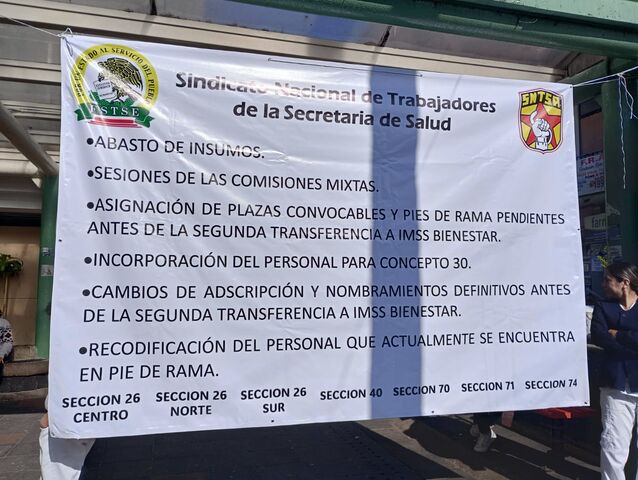 Sindicato Nacional de Trabajadores
de la Secretaria de Salud
FSTSE
SNTSA
•ABASTO DE INSUMOS.
•SESIONES DE LAS COMISIONES MIXTAS.
•ASIGNACIÓN DE PLAZAS CONVOCABLES Y PIES DE RAMA PENDIENTES
ANTES DE LA SEGUNDA TRANSFERENCIA A IMSS BIENESTAR.
•INCORPORACIÓN DEL PERSONAL PARA CONCEPTO 30.
•CAMBIOS DE ADSCRIPCIÓN Y NOMBRAMIENTOS DEFINITIVOS ANTES
DE LA SEGUNDA TRANSFERENCIA A IMSS BIENESTAR.
•RECODIFICACIÓN DEL PERSONAL QUE ACTUALMENTE SE ENCUENTRA
EN PIE DE RAMA.
SECCION 26 CENTRO
SECCION 26 NORTE
SECCION 26 SUR
SECCION 40
SECCION 70
SECCION 71
SECCION 74